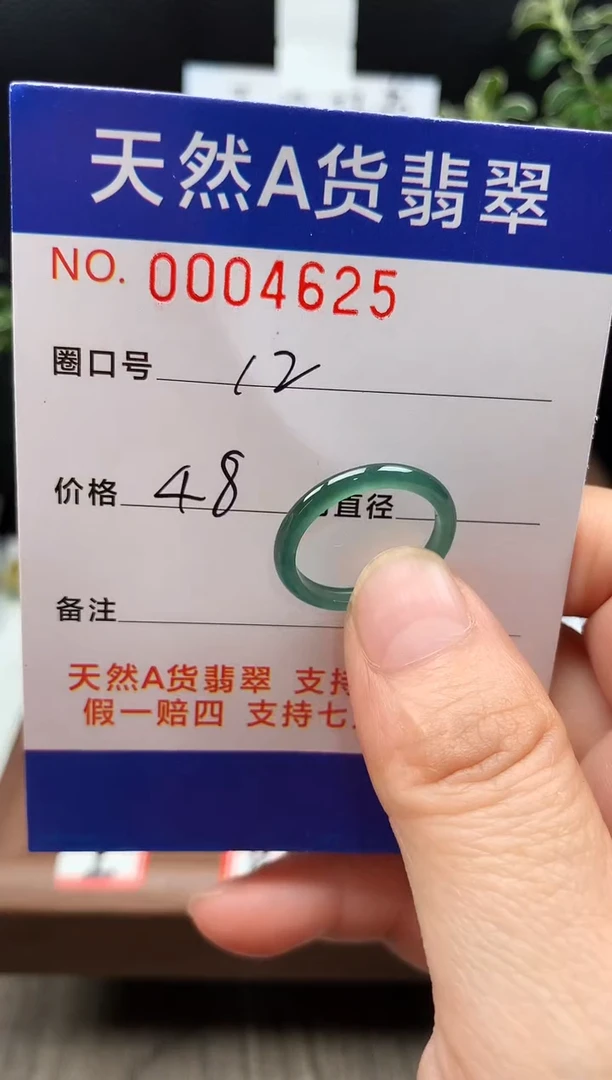 天然A货翡翠
NO. 0004625
圈口号 12
价格 48 直径
备注
天然A货翡翠 支持
假一赔四 支持七